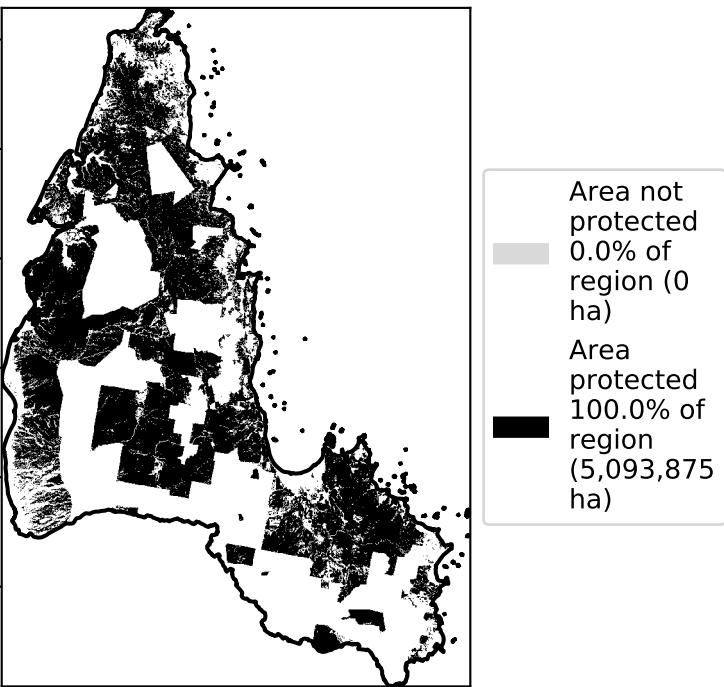 Area not
protected
0.0% of
region (0
ha)
Area
protected
100.0% of
region
(5,093,875
ha)